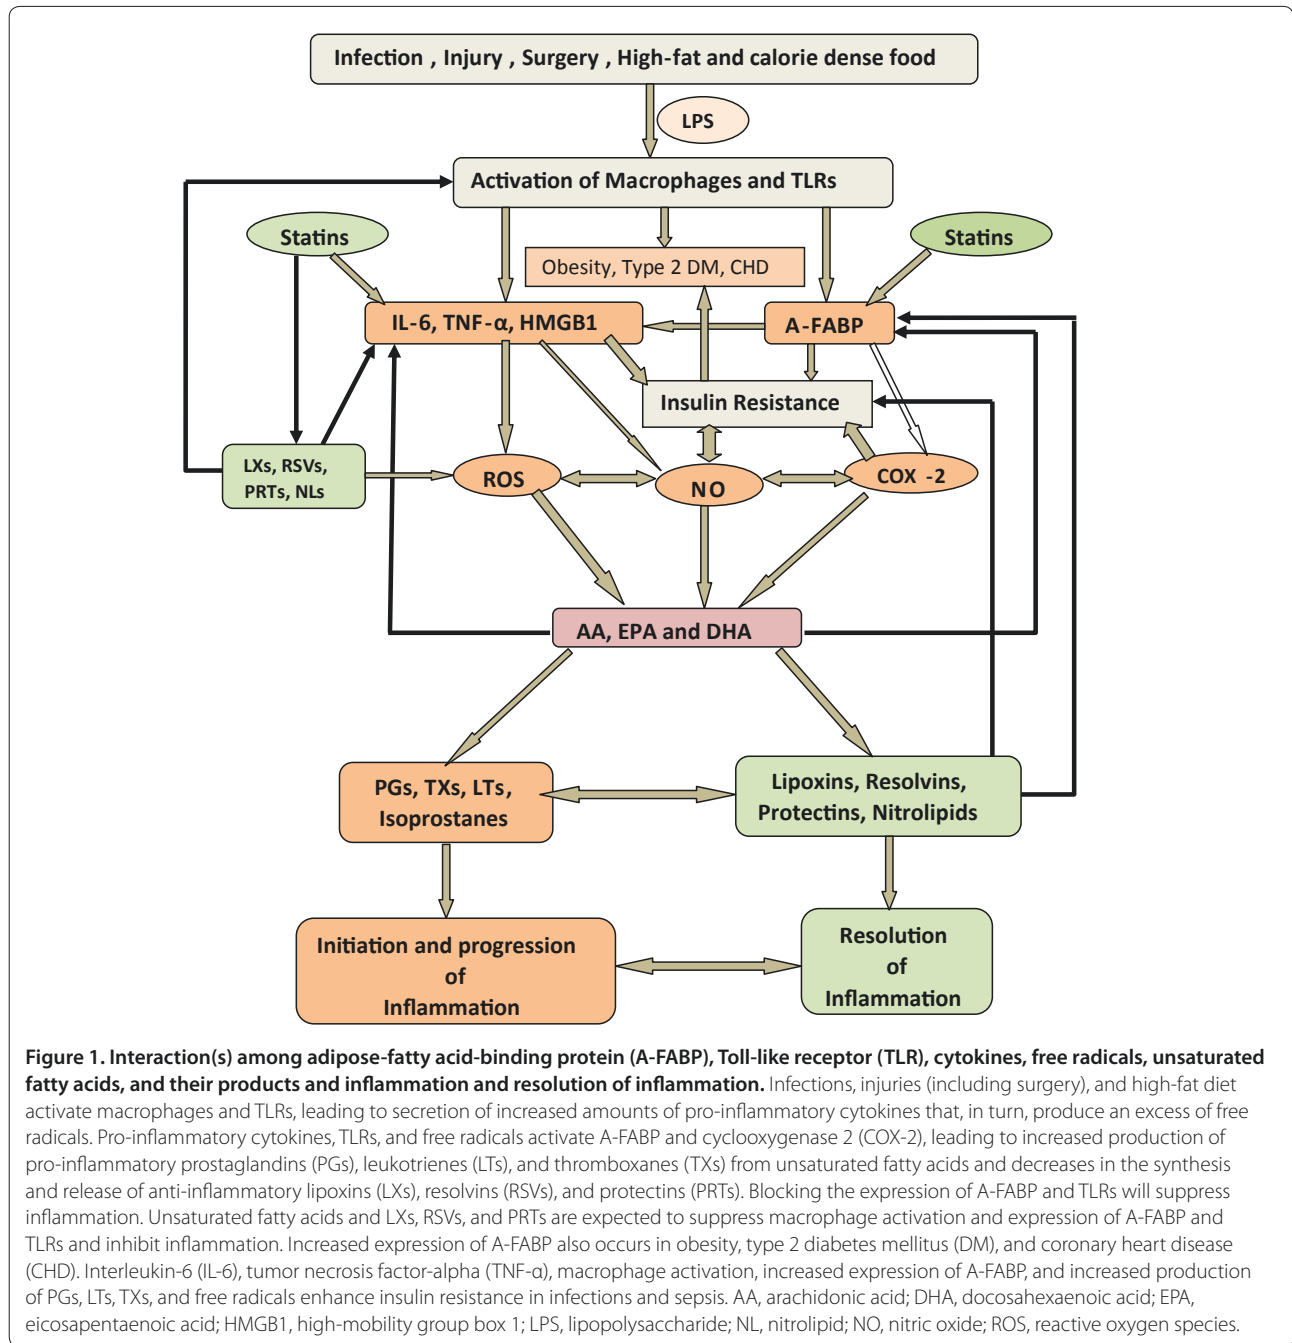 Infection , Injury , Surgery , High-fat and calorie dense food
LPS
Activation of Macrophages and TLRs
Statins
Statins
Obesity, Type 2 DM, CHD
IL-6, TNF-α, HMGB1
A-FABP
Insulin Resistance
LXs, RSVs,
PRTs, NLs
ROS
NO
COX -2
AA, EPA and DHA
PGs, TXs, LTs,
Isoprostanes
Lipoxins, Resolvins,
Protectins, Nitrolipids
Initiation and progression
of
Inflammation
Resolution
of
Inflammation
Figure 1. Interaction(s) among adipose-fatty acid-binding protein (A-FABP), Toll-like receptor (TLR), cytokines, free radicals, unsaturated
fatty acids, and their products and inflammation and resolution of inflammation. Infections, injuries (including surgery), and high-fat diet
activate macrophages and TLRs, leading to secretion of increased amounts of pro-inflammatory cytokines that, in turn, produce an excess of free
radicals. Pro-inflammatory cytokines, TLRs, and free radicals activate A-FABP and cyclooxygenase 2 (COX-2), leading to increased production of
pro-inflammatory prostaglandins (PGs), leukotrienes (LTs), and thromboxanes (TXs) from unsaturated fatty acids and decreases in the synthesis
and release of anti-inflammatory lipoxins (LXs), resolvins (RSVs), and protectins (PRTs). Blocking the expression of A-FABP and TLRs will suppress
inflammation. Unsaturated fatty acids and LXs, RSVs, and PRTs are expected to suppress macrophage activation and expression of A-FABP and
TLRs and inhibit inflammation. Increased expression of A-FABP also occurs in obesity, type 2 diabetes mellitus (DM), and coronary heart disease
(CHD). Interleukin-6 (IL-6), tumor necrosis factor-alpha (TNF-α), macrophage activation, increased expression of A-FABP, and increased production
of PGs, LTs, TXs, and free radicals enhance insulin resistance in infections and sepsis. AA, arachidonic acid; DHA, docosahexaenoic acid; EPA,
eicosapentaenoic acid; HMGB1, high-mobility group box 1; LPS, lipopolysaccharide; NL, nitrolipid; NO, nitric oxide; ROS, reactive oxygen species.